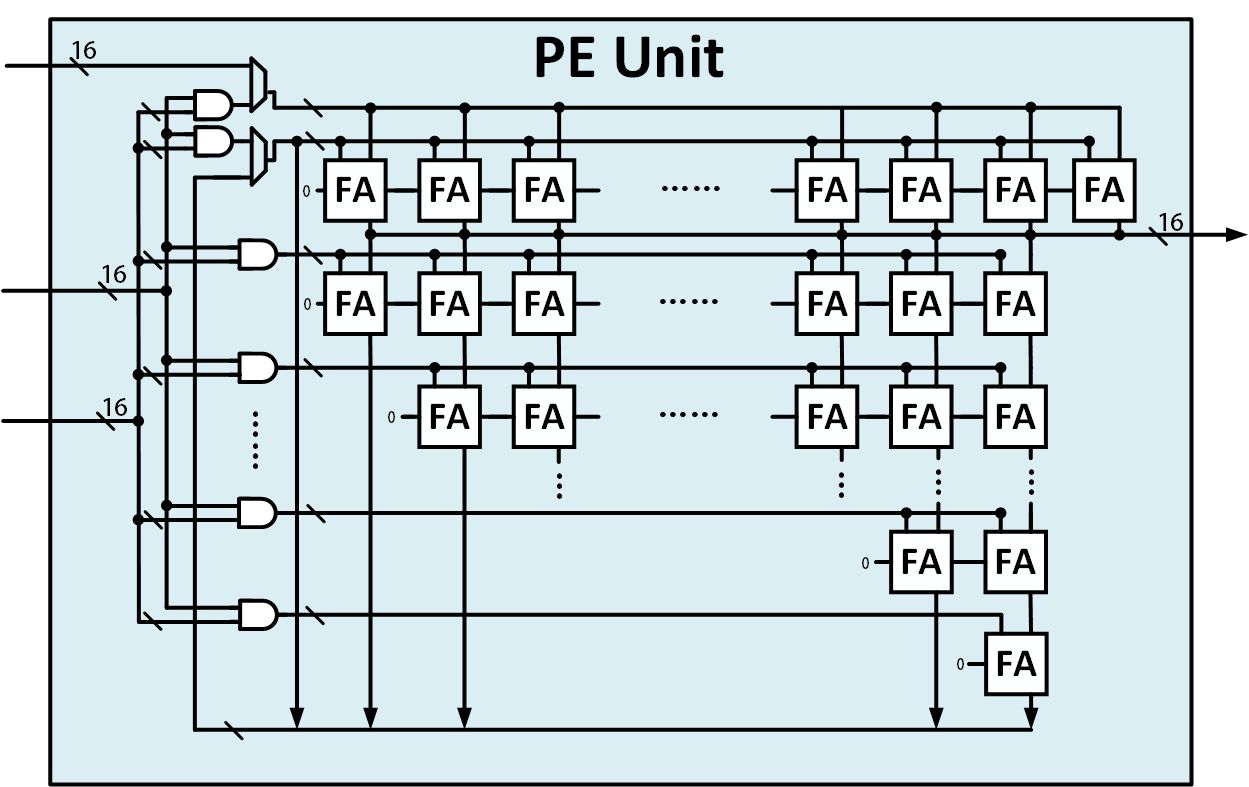 PE Unit
16
0 FA FA FA ...... FA FA FA FA
16
16
0 FA FA FA ...... FA FA FA
16
0 FA FA ...... FA FA FA
0 FA FA
0 FA